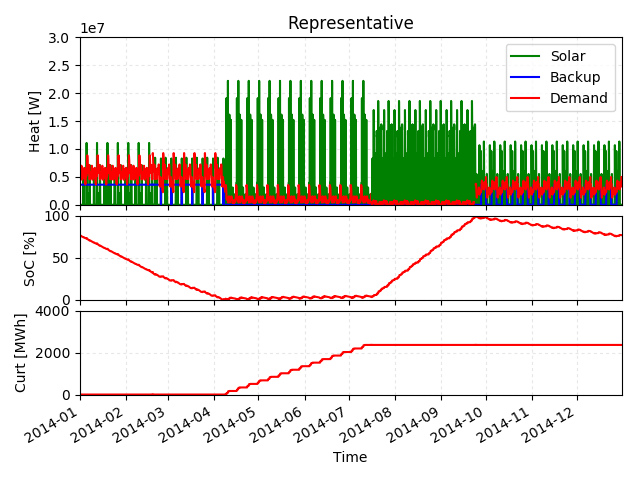 Representative
1e7
3.0
2.5
2.0
1.5
1.0
0.5
0.0
Heat [W]
Solar
Backup
Demand
100
50
0
SoC [%]
4000
2000
0
Curt [MWh]
2014-01
2014-02
2014-03
2014-04
2014-05
2014-06
2014-07
2014-08
2014-09
2014-10
2014-11
2014-12
Time